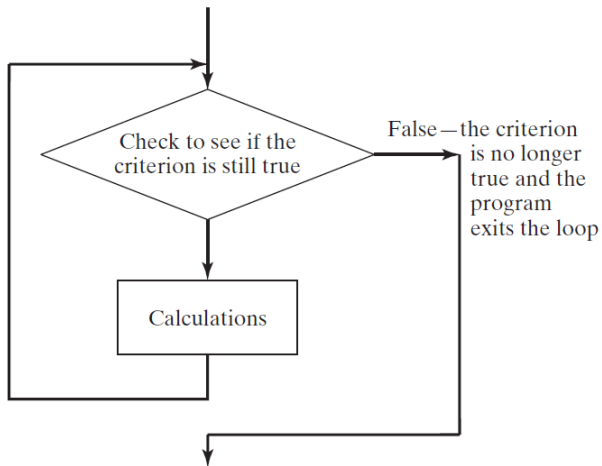 Check to see if the
criterion is still true
False—the criterion
is no longer
true and the
program
exits the loop
Calculations